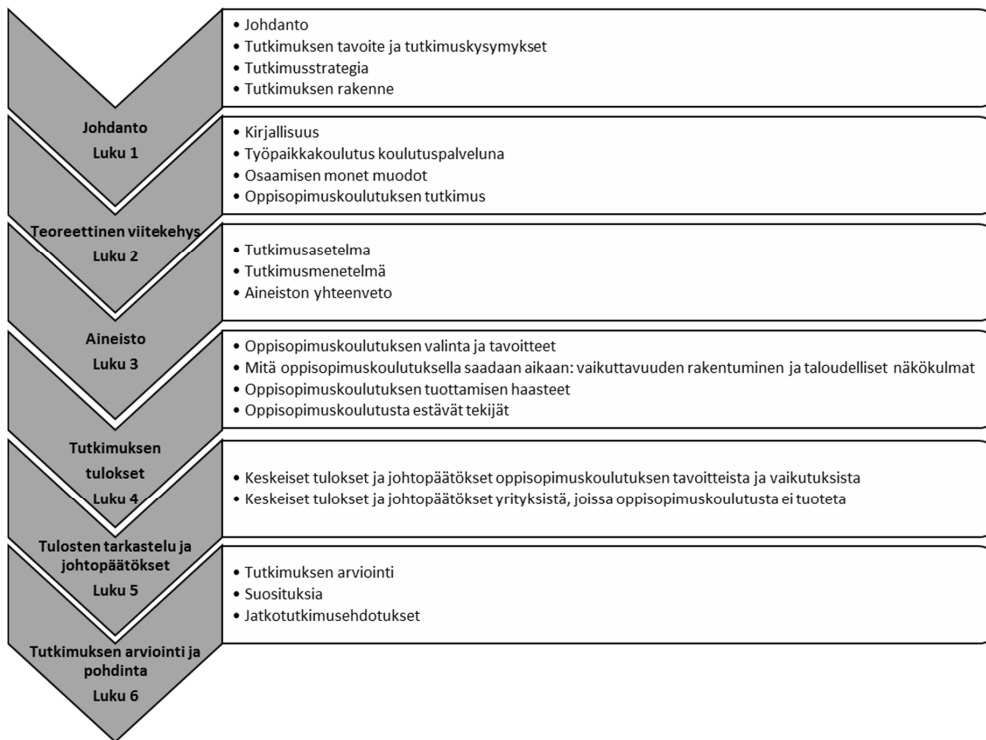 • Johdanto
• Tutkimuksen tavoite ja tutkimuskysymykset
• Tutkimusstrategia
• Tutkimuksen rakenne
Johdanto
Luku 1
• Kirjallisuus
• Työpaikkakoulutus koulutuspalveluna
• Osaamisen monet muodot
• Oppisopimuskoulutuksen tutkimus
Teoreettinen viitekehys
Luku 2
• Tutkimusasetelma
• Tutkimusmenetelmä
• Aineiston yhteenveto
Aineisto
Luku 3
• Oppisopimuskoulutuksen valinta ja tavoitteet
• Mitä oppisopimuskoulutuksella saadaan aikaan: vaikuttavuuden rakentuminen ja taloudelliset näkökulmat
• Oppisopimuskoulutuksen tuottamisen haasteet
• Oppisopimuskoulutusta estävät tekijät
Tutkimuksen
tulokset
Luku 4
• Keskeiset tulokset ja johtopäätökset oppisopimuskoulutuksen tavoitteista ja vaikutuksista
• Keskeiset tulokset ja johtopäätökset yrityksistä, joissa oppisopimuskoulutusta ei tuoteta
Tulosten tarkastelu ja
johtopäätökset
Luku 5
• Tutkimuksen arviointi
• Suosituksia
• Jatkotutkimusehdotukset
Tutkimuksen arviointi ja
pohdinta
Luku 6